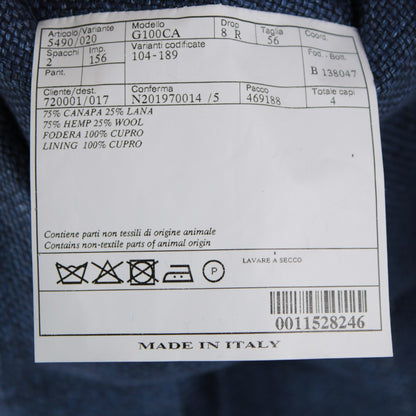 Articolo/Variante Modello Drop Taglia Coord.
5490/020 G100CA 8 R 56
Spacchi Imp. Varianti codificate Fod. - Bott.
2 156 104-189 B 138047
Pant.
Cliente/dest. Conferma Pacco Totale capi
720001/017 N201970014 /5 469188 4
75% CANAPA 25% LANA
75% HEMP 25% WOOL
FODERA 100% CUPRO
LINING 100% CUPRO
Contiene parti non tessili di origine animale
Contains non-textile parts of animal origin
LAVARE A SECCO
P
0011528246
MADE IN ITALY